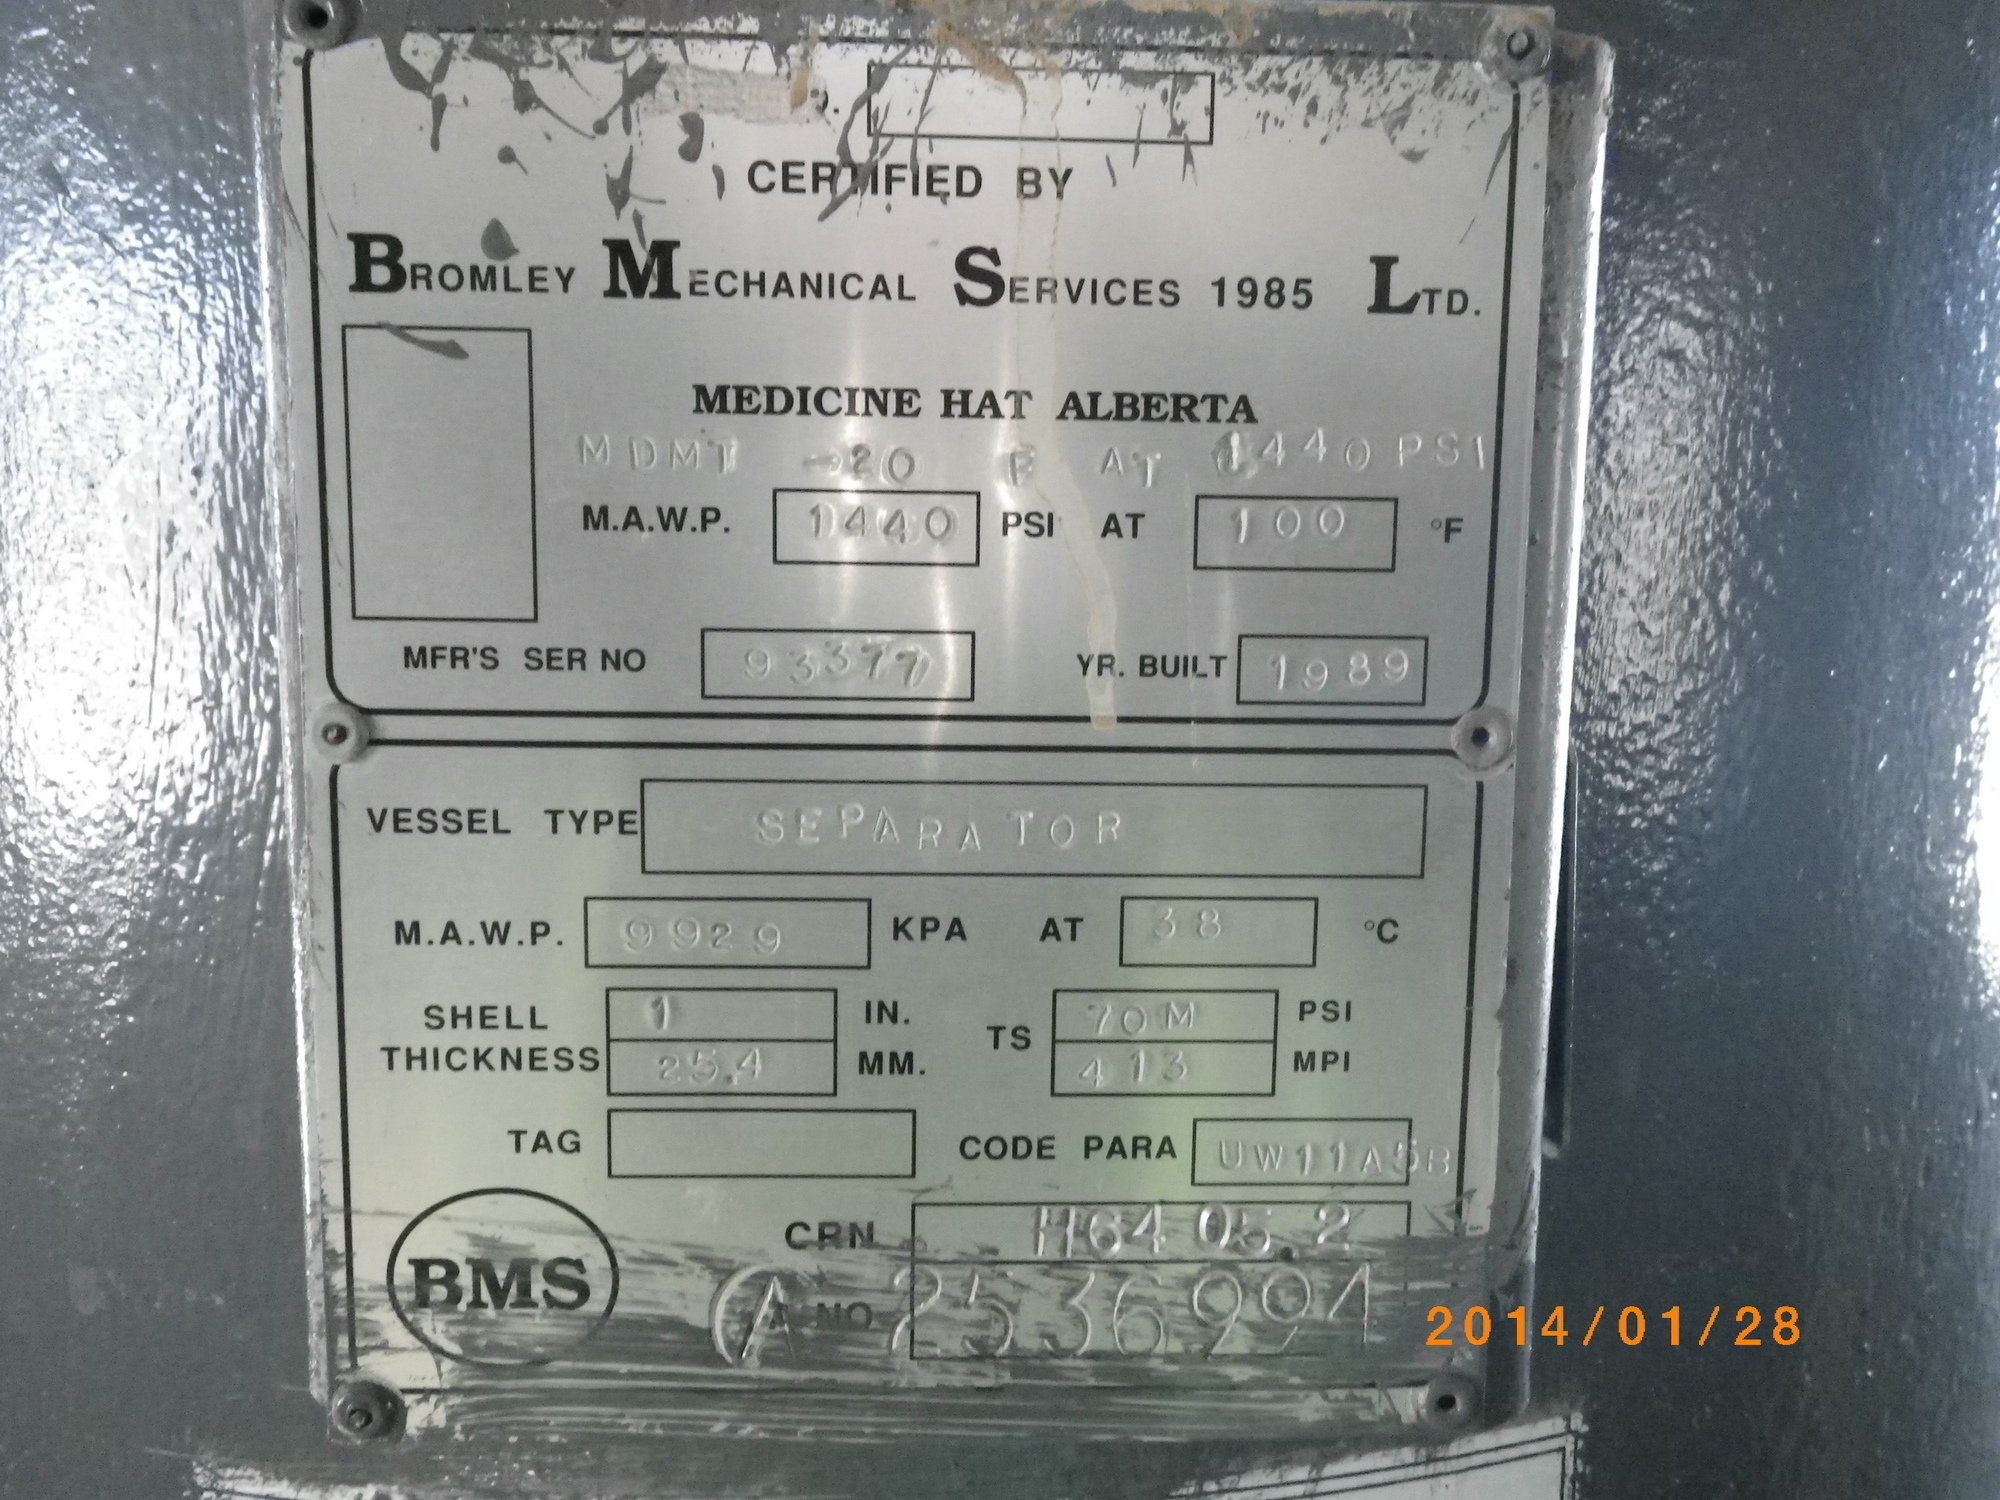 CERTIFIED BY
BROMLEY MECHANICAL SERVICES 1985 LTD.
MEDICINE HAT ALBERTA
MDMT -20 F AT 1440 PSI
M.A.W.P. 1440 PSI AT 100 °F
MFR'S SER NO 93377 YR. BUILT 1989
VESSEL TYPE SEPARATOR
M.A.W.P. 9929 KPA AT 38 °C
SHELL THICKNESS 1 IN. TS 70M PSI
25.4 MM. 413 MPI
TAG CODE PARA UW11A5B
CRN H6405.2
BMS A NO 2536994
2014/01/28